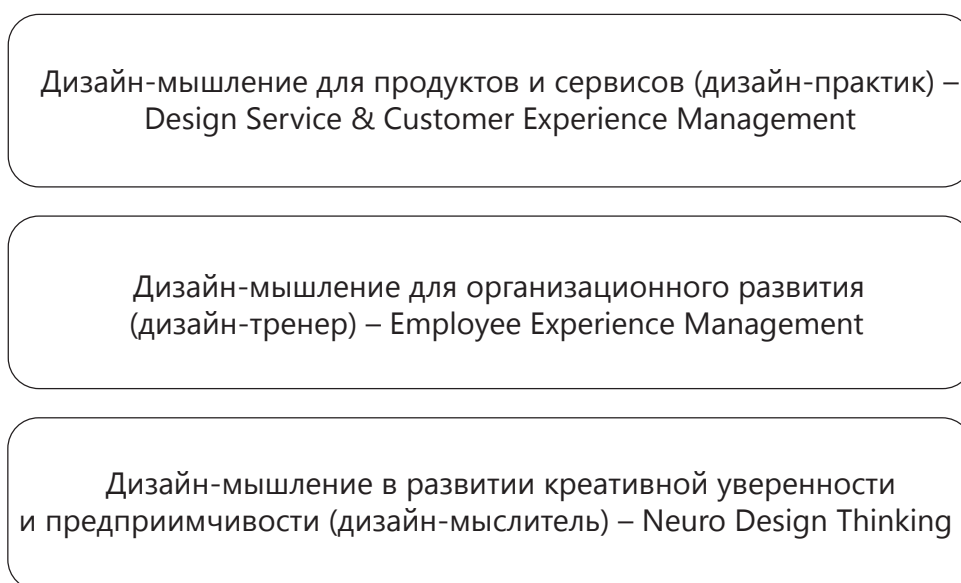 Дизайн-мышление для продуктов и сервисов (дизайн-практик) –
Design Service & Customer Experience Management
Дизайн-мышление для организационного развития
(дизайн-тренер) – Employee Experience Management
Дизайн-мышление в развитии креативной уверенности
и предприимчивости (дизайн-мыслитель) – Neuro Design Thinking